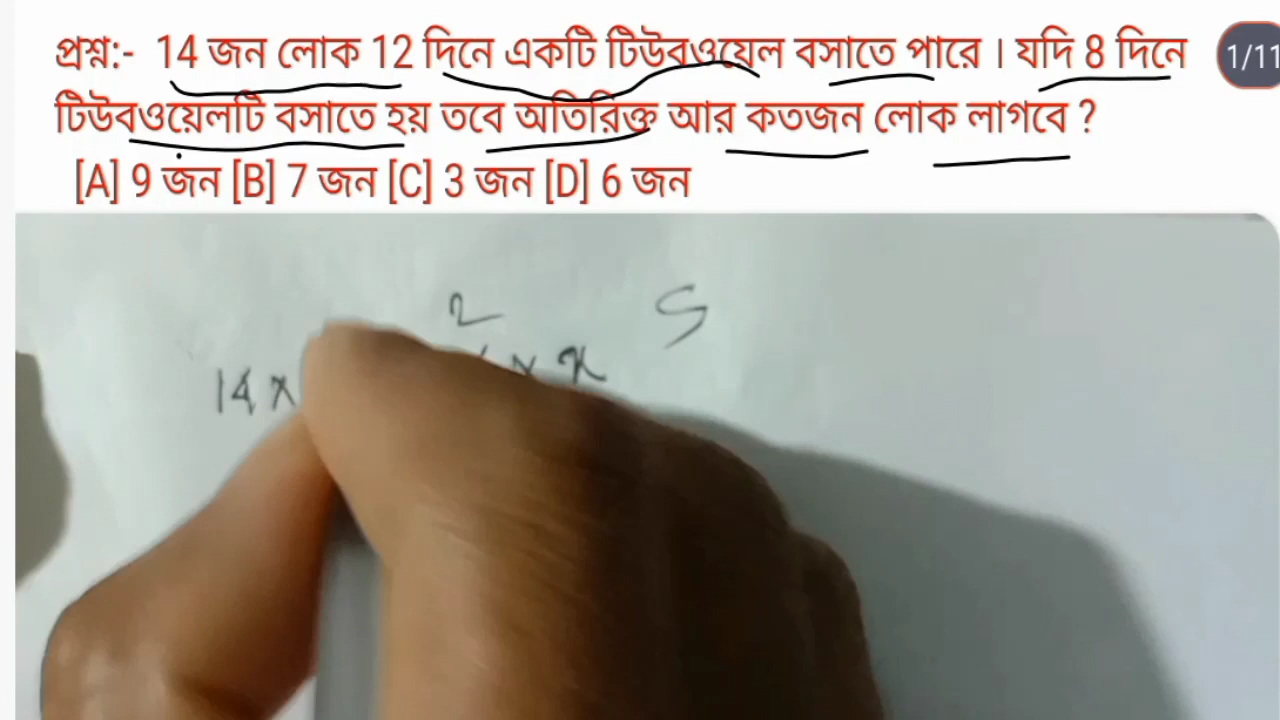 প্রশ্ন:- 14 জন লোক 12 দিনে একটি টিউবওয়েল বসাতে পারে । যদি 8 দিনে
1/11
টিউবওয়েলটি বসাতে হয় তবে অতিরিক্ত আর কতজন লোক লাগবে ?
[A] 9 জন [B] 7 জন [C] 3 জন [D] 6 জন
2
14 x
x x